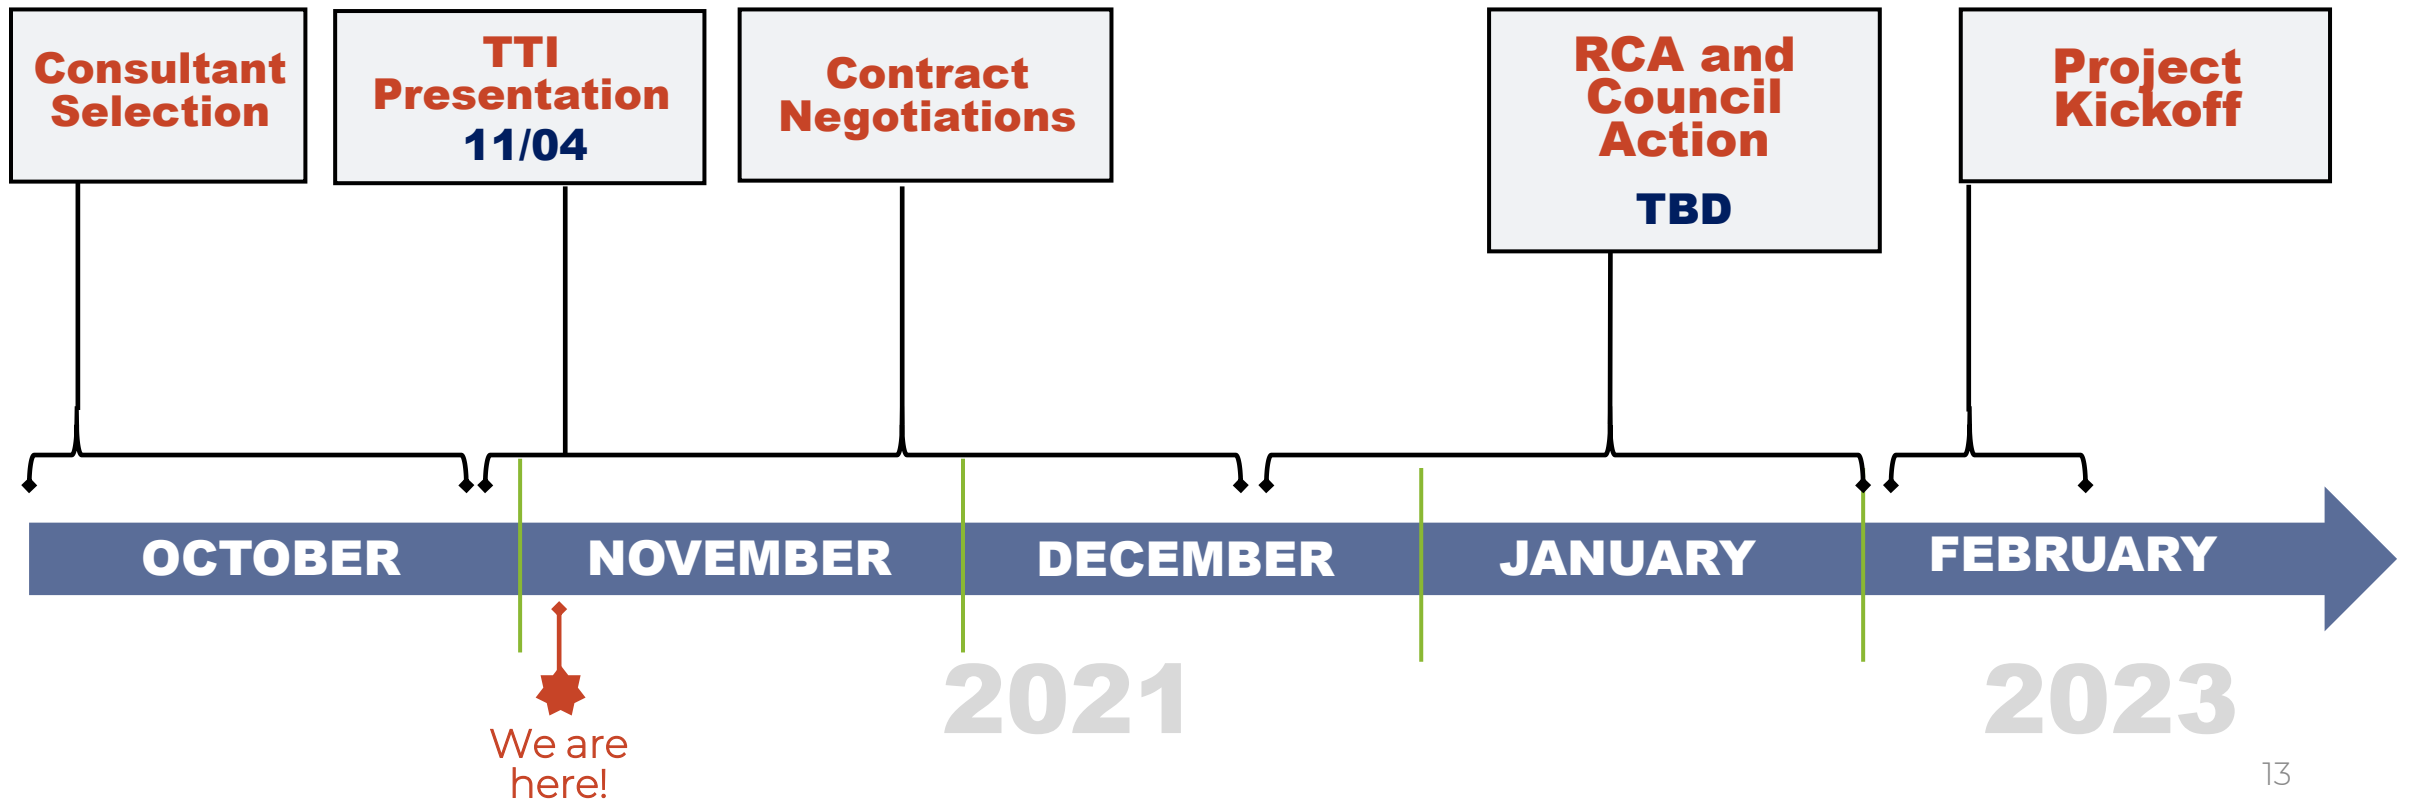 Consultant
Selection
TTI
Presentation
11/04
Contract
Negotiations
RCA and
Council
Action
TBD
Project
Kickoff
OCTOBER
NOVEMBER
DECEMBER
JANUARY
FEBRUARY
2021
2023
We are
here!
13